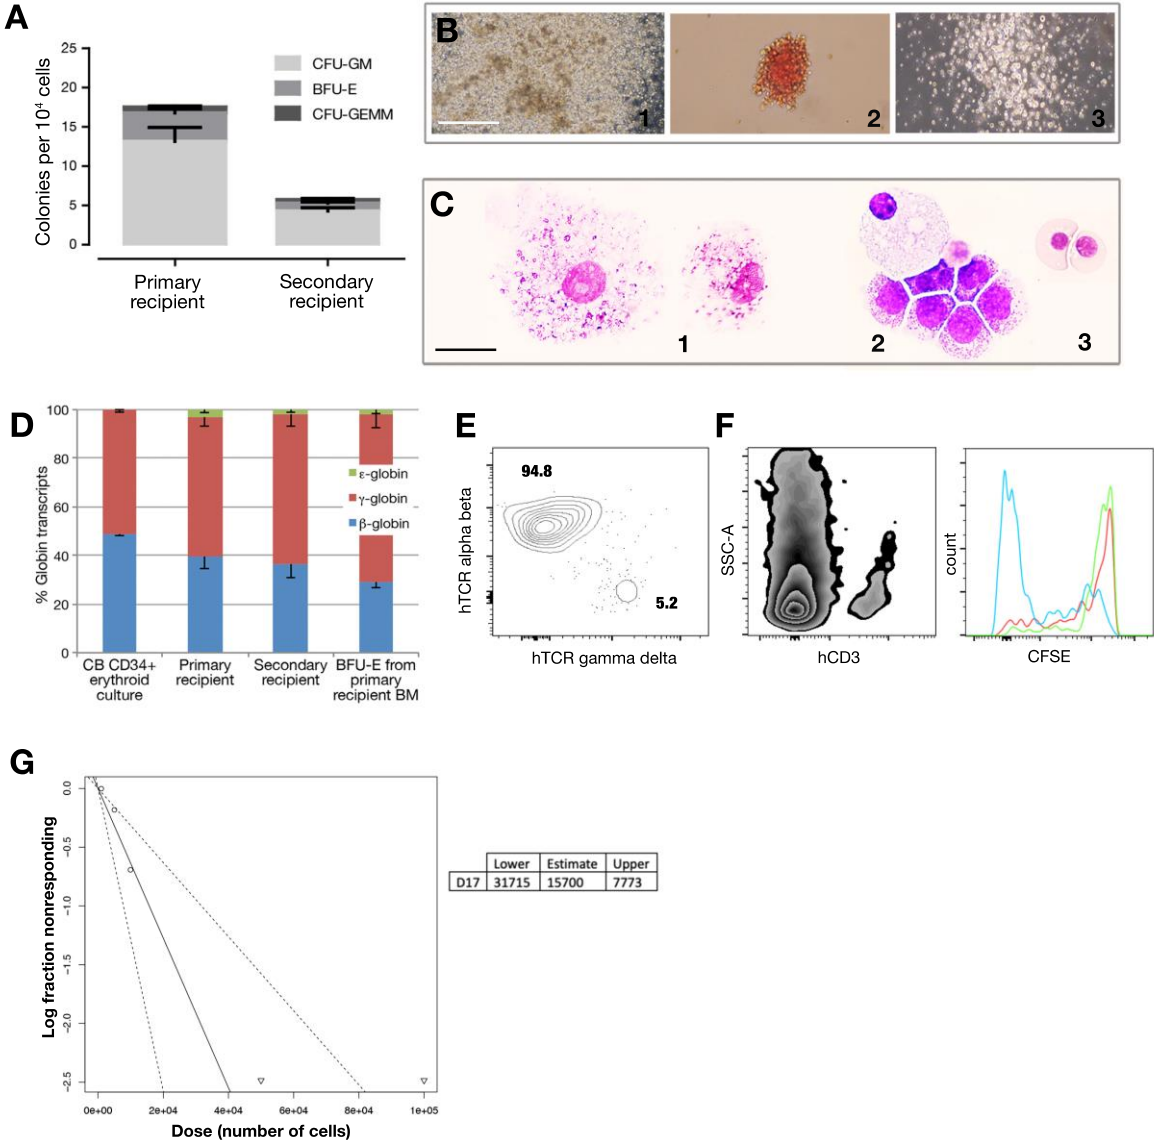 A
Colonies per 10⁴ cells
25
20
15
10
5
0
CFU-GM
BFU-E
CFU-GEMM
Primary
recipient
Secondary
recipient
B
1
2
3
C
1
2
3
D
% Globin transcripts
100
80
60
40
20
0
ε-globin
γ-globin
β-globin
CB CD34+
erythroid
culture
Primary
recipient
Secondary
recipient
BFU-E from
primary
recipient BM
E
94.8
5.2
hTCR alpha beta
hTCR gamma delta
F
SSC-A
hCD3
count
CFSE
G
Log fraction nonresponding
0.0
−0.5
−1.0
−1.5
−2.0
−2.5
0e+00 2e+04 4e+04 6e+04 8e+04 1e+05
Dose (number of cells)
Lower Estimate Upper
D17 31715 15700 7773